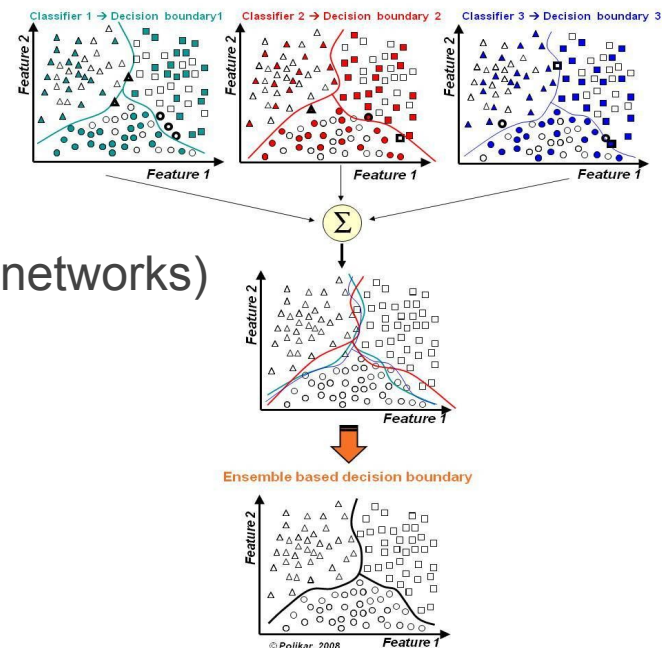 Classifier 1 → Decision boundary1
Classifier 2 → Decision boundary 2
Classifier 3 → Decision boundary 3
Feature 2
Feature 1
Feature 2
Feature 1
Feature 2
Feature 1
Σ
networks)
Feature 2
Feature 1
Ensemble based decision boundary
Feature 2
Feature 1
© Polikar, 2008